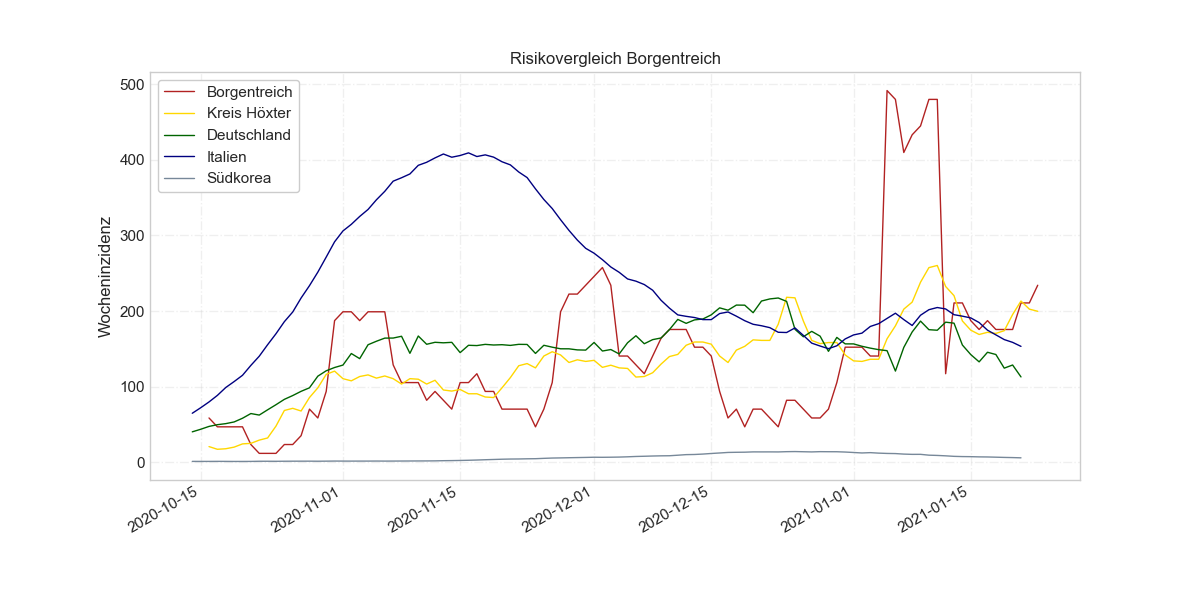 Risikovergleich Borgentreich
Wocheninzidenz
500
400
300
200
100
0
Borgentreich
Kreis Höxter
Deutschland
Italien
Südkorea
2020-10-15
2020-11-01
2020-11-15
2020-12-01
2020-12-15
2021-01-01
2021-01-15